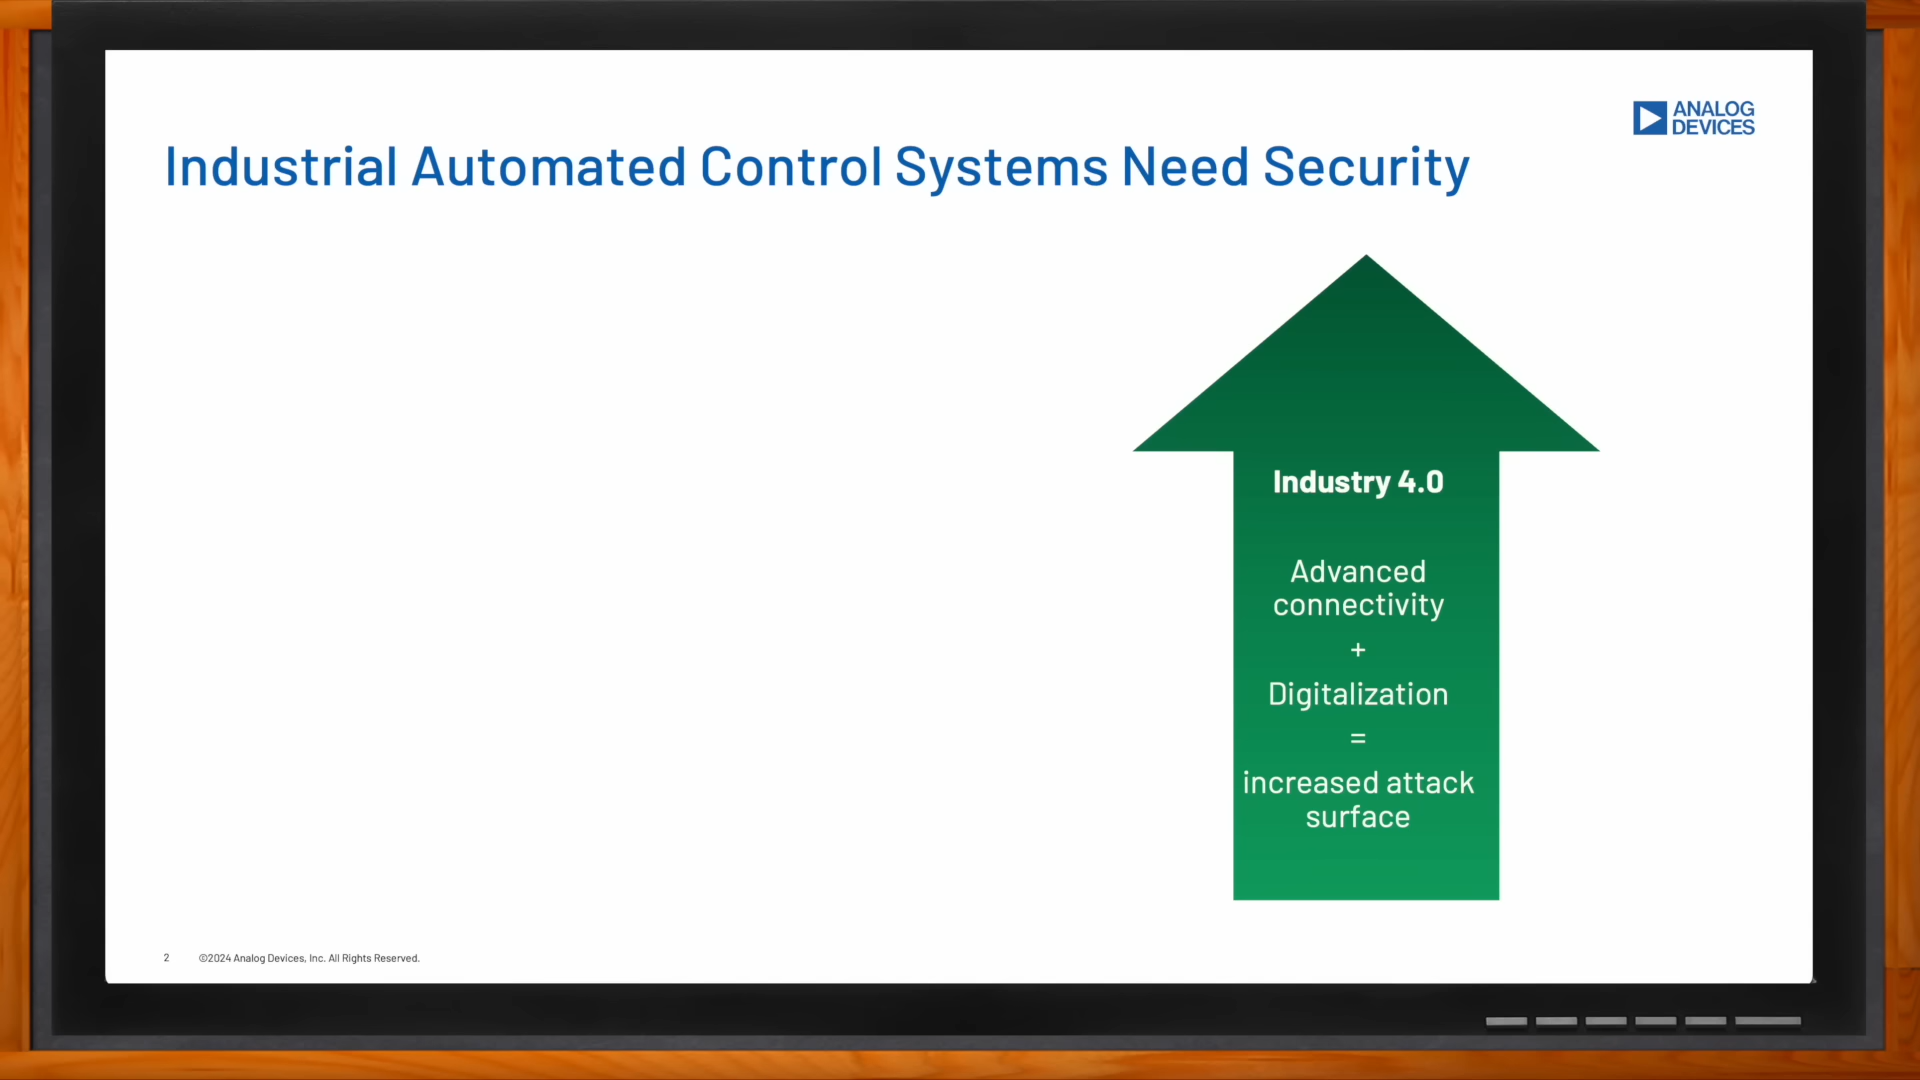 ANALOG
DEVICES
Industrial Automated Control Systems Need Security
Industry 4.0
Advanced
connectivity
+
Digitalization
=
increased attack
surface
2 ©2024 Analog Devices, Inc. All Rights Reserved.